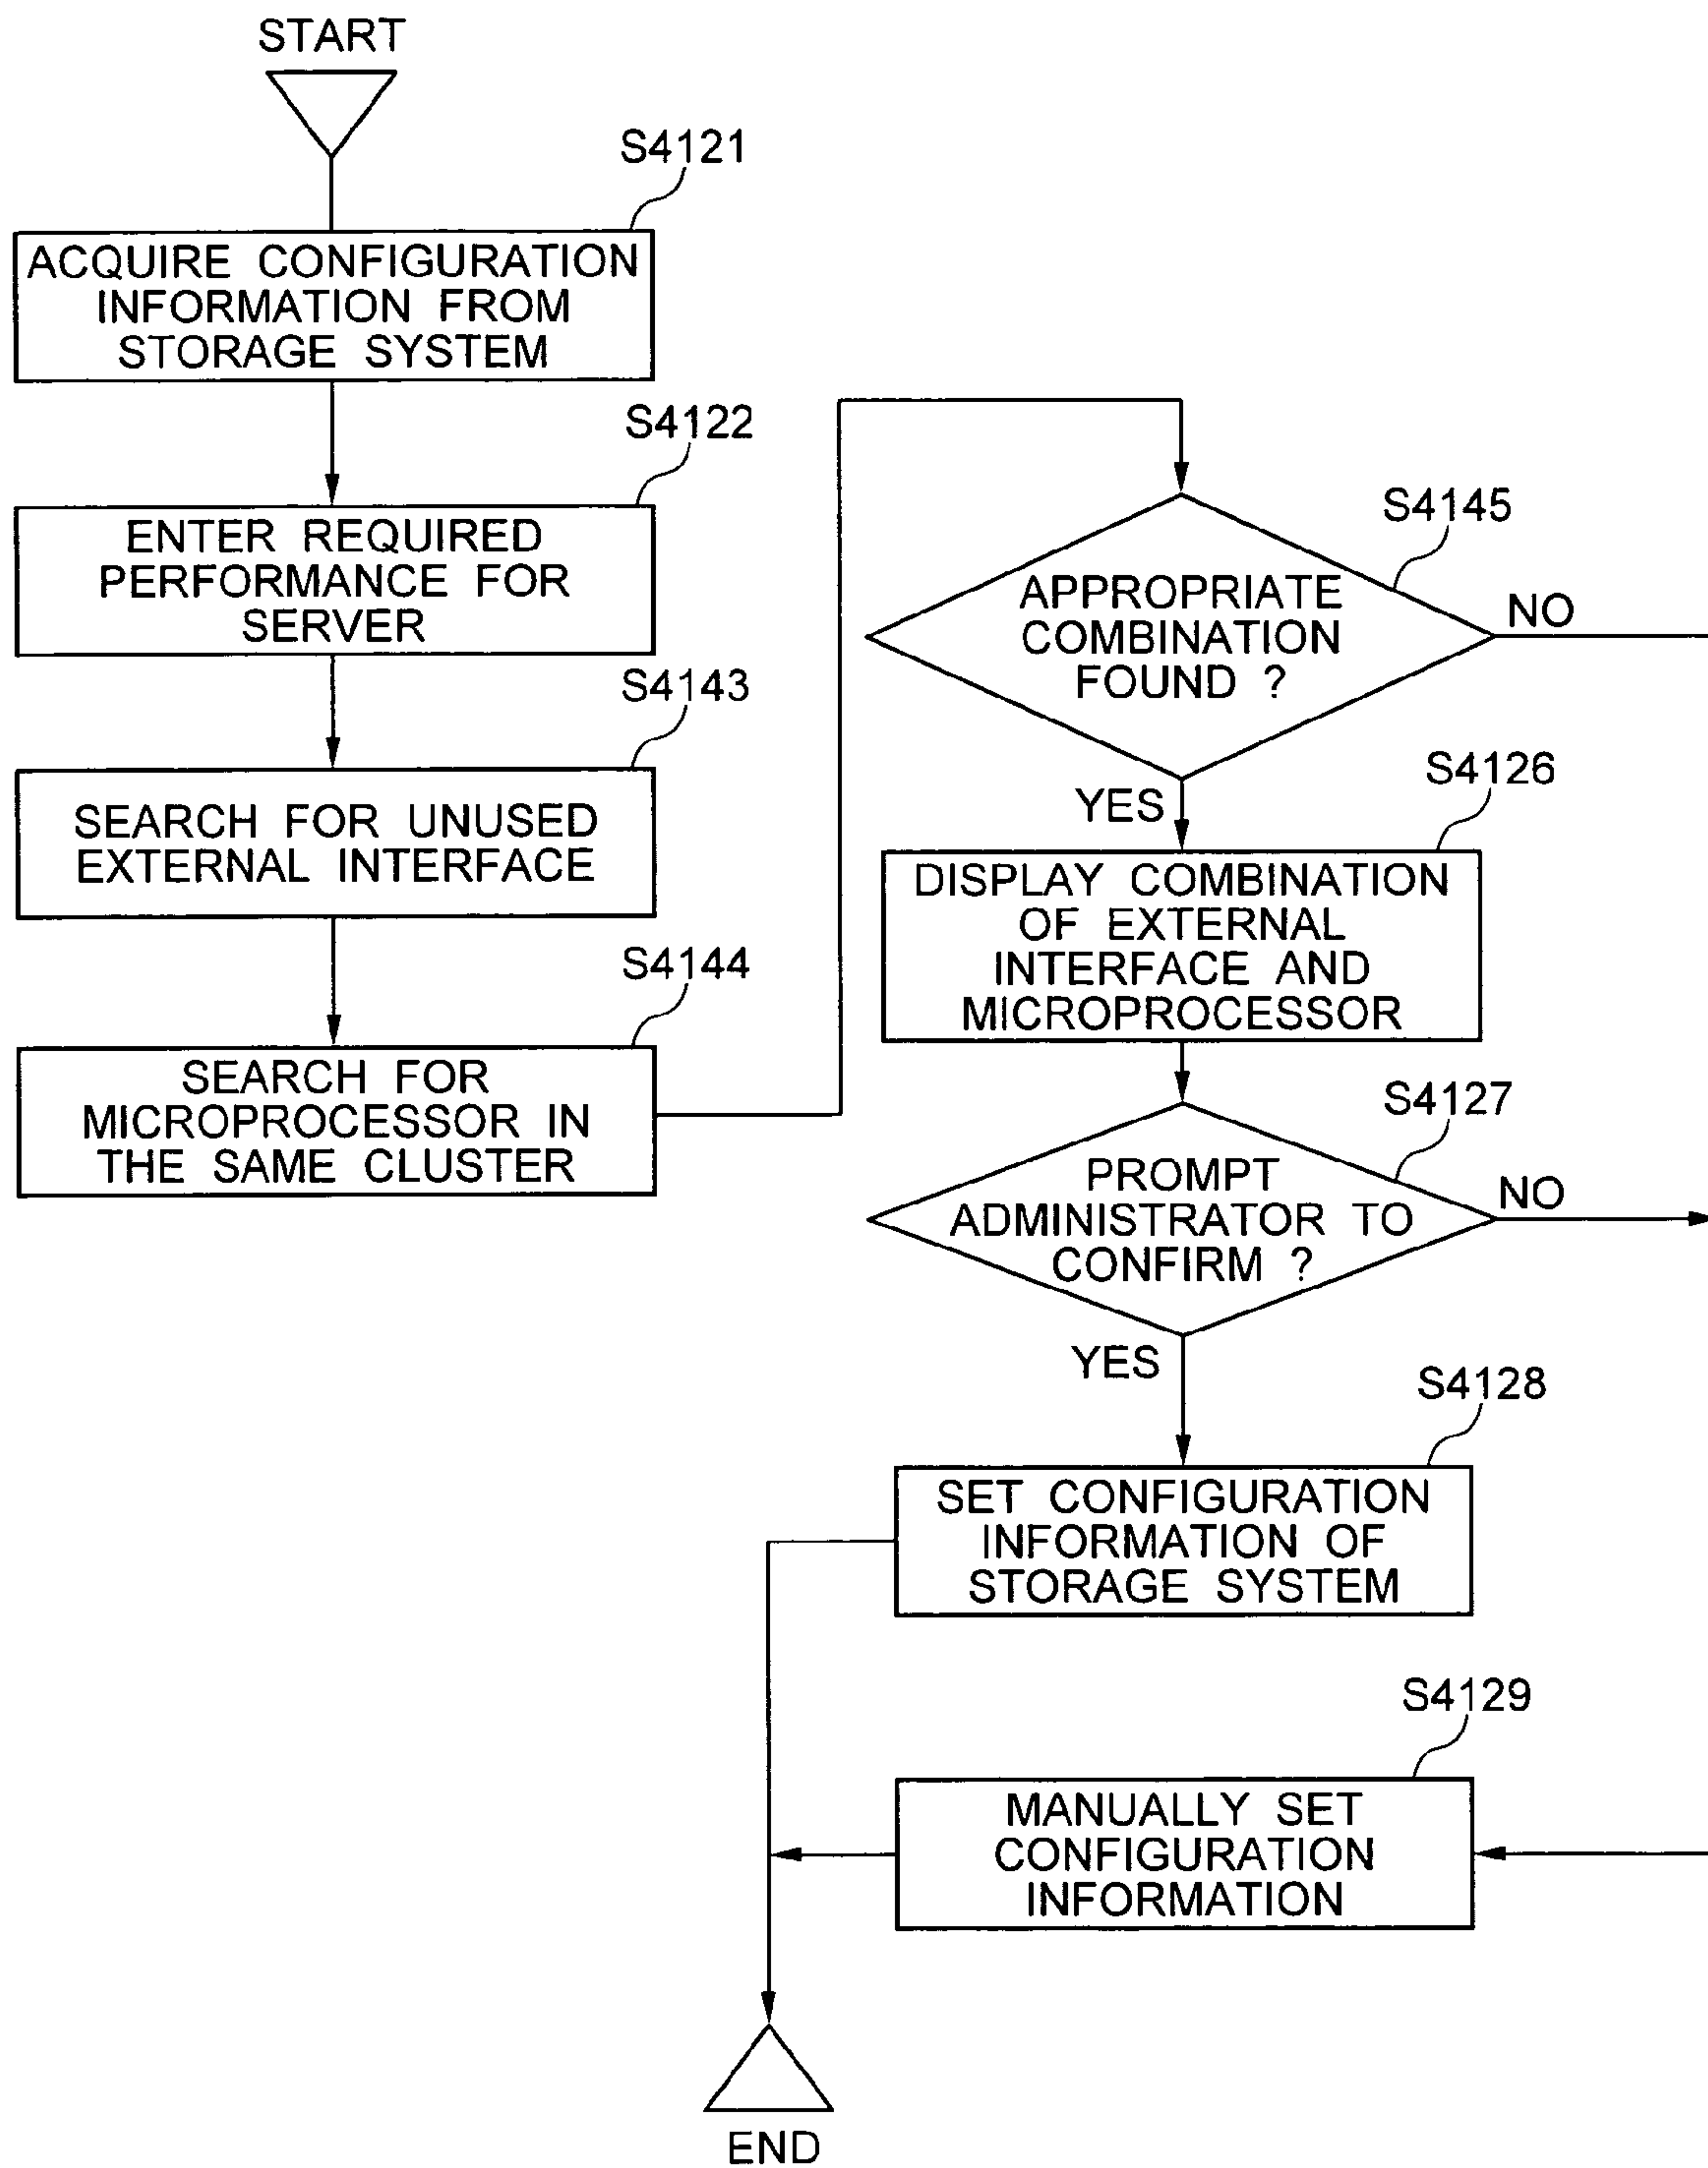 START
S4121
ACQUIRE CONFIGURATION
INFORMATION FROM
STORAGE SYSTEM
S4122
ENTER REQUIRED
PERFORMANCE FOR
SERVER
S4143
SEARCH FOR UNUSED
EXTERNAL INTERFACE
S4144
SEARCH FOR
MICROPROCESSOR IN
THE SAME CLUSTER
S4145
APPROPRIATE
COMBINATION
FOUND ?
NO
YES
S4126
DISPLAY COMBINATION
OF EXTERNAL
INTERFACE AND
MICROPROCESSOR
S4127
PROMPT
ADMINISTRATOR TO
CONFIRM ?
NO
YES
S4128
SET CONFIGURATION
INFORMATION OF
STORAGE SYSTEM
S4129
MANUALLY SET
CONFIGURATION
INFORMATION
END